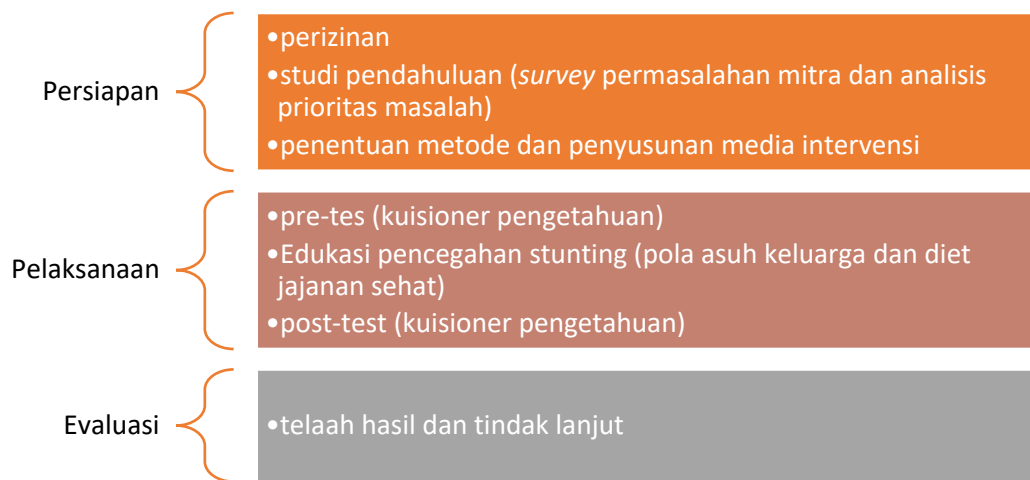 Persiapan
•perizinan
•studi pendahuluan (survey permasalahan mitra dan analisis
prioritas masalah)
•penentuan metode dan penyusunan media intervensi
Pelaksanaan
•pre-tes (kuisioner pengetahuan)
•Edukasi pencegahan stunting (pola asuh keluarga dan diet
jajanan sehat)
•post-test (kuisioner pengetahuan)
Evaluasi
•telaah hasil dan tindak lanjut